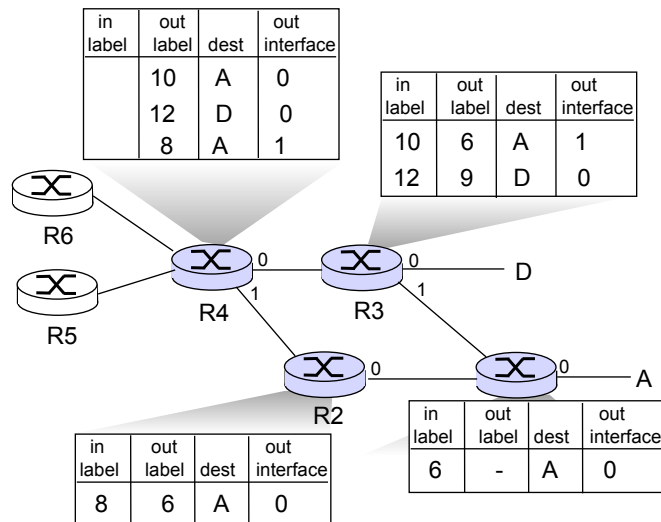 in out out
label label dest interface
10 A 0
12 D 0
8 A 1
in out out
label label dest interface
10 6 A 1
12 9 D 0
R6
0 0
D
R5
R4 1 R3 1
0 0
A
R2
in out out
label label dest interface
6 - A 0
in out out
label label dest interface
8 6 A 0